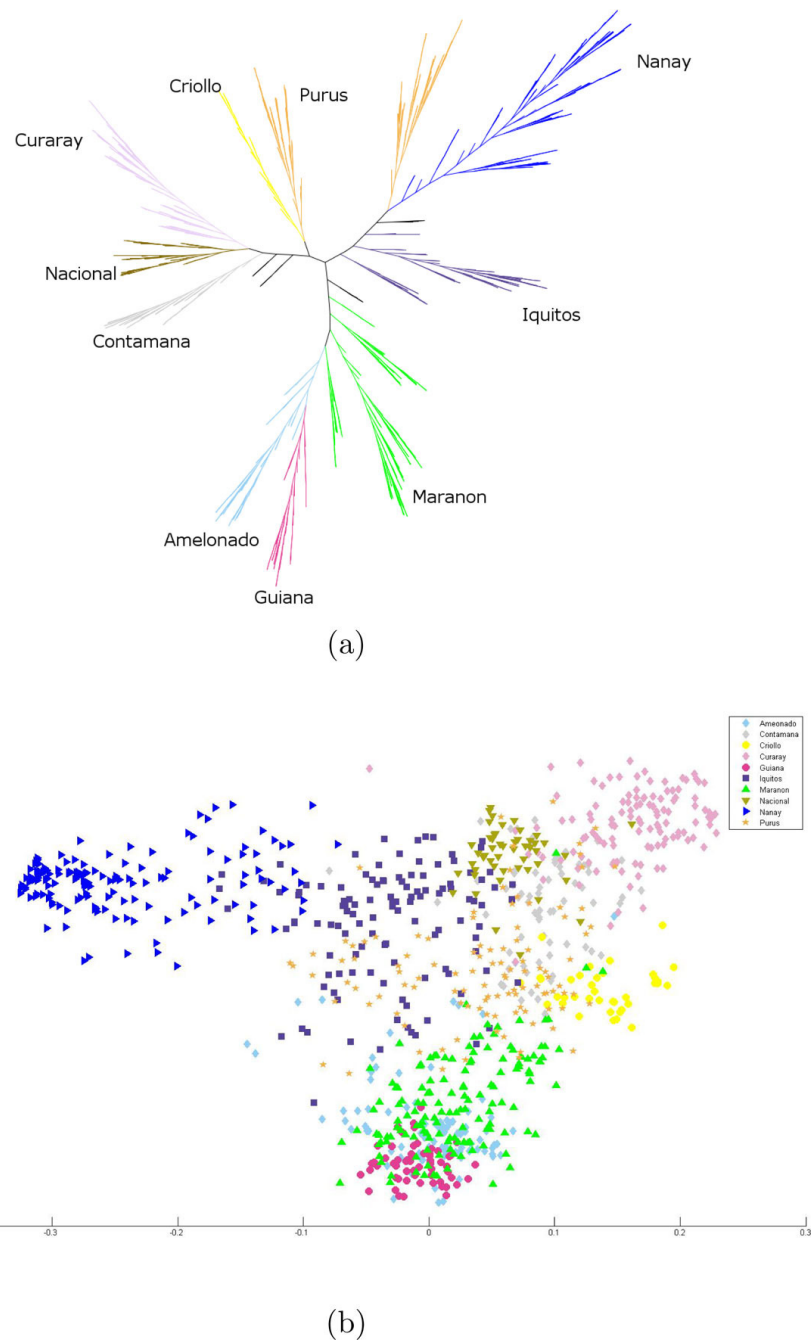 Nanay
Criollo
Purus
Curaray
Nacional
Contamana
Iquitos
Maranon
Amelonado
Guiana
(a)
Ameonado
Contamana
Criollo
Curaray
Guiana
Iquitos
Maranon
Nacional
Nanay
Purus
-0.3 -0.2 -0.1 0 0.1 0.2 0.3
(b)